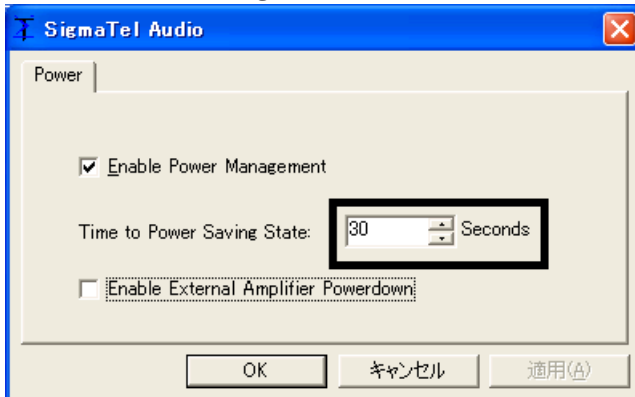 SigmaTel Audio
Power
Enable Power Management
Time to Power Saving State: 30 Seconds
Enable External Amplifier Powerdown
OK キャンセル 適用(A)